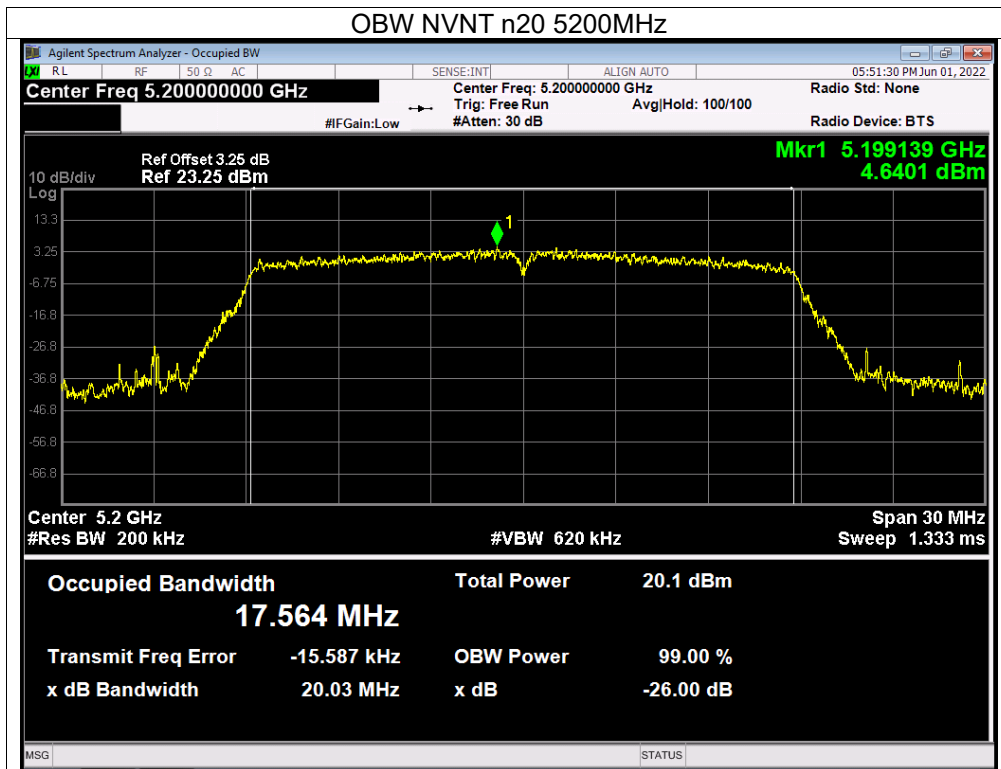 OBW NVNT n20 5200MHz
Agilent Spectrum Analyzer - Occupied BW
LXI RL RF 50 Ω AC SENSE:INT ALIGN AUTO 05:51:30 PM Jun 01, 2022
Center Freq 5.200000000 GHz Center Freq: 5.200000000 GHz Radio Std: None
Trig: Free Run Avg|Hold: 100/100
#IFGain:Low #Atten: 30 dB Radio Device: BTS
Mkr1 5.199139 GHz
4.6401 dBm
Ref Offset 3.25 dB
10 dB/div Ref 23.25 dBm
Log
13.3
1
3.25
-6.75
-16.8
-26.8
-36.8
-46.8
-56.8
-66.8
Center 5.2 GHz Span 30 MHz
#Res BW 200 kHz #VBW 620 kHz Sweep 1.333 ms
Occupied Bandwidth Total Power 20.1 dBm
17.564 MHz
Transmit Freq Error -15.587 kHz OBW Power 99.00 %
x dB Bandwidth 20.03 MHz x dB -26.00 dB
MSG STATUS